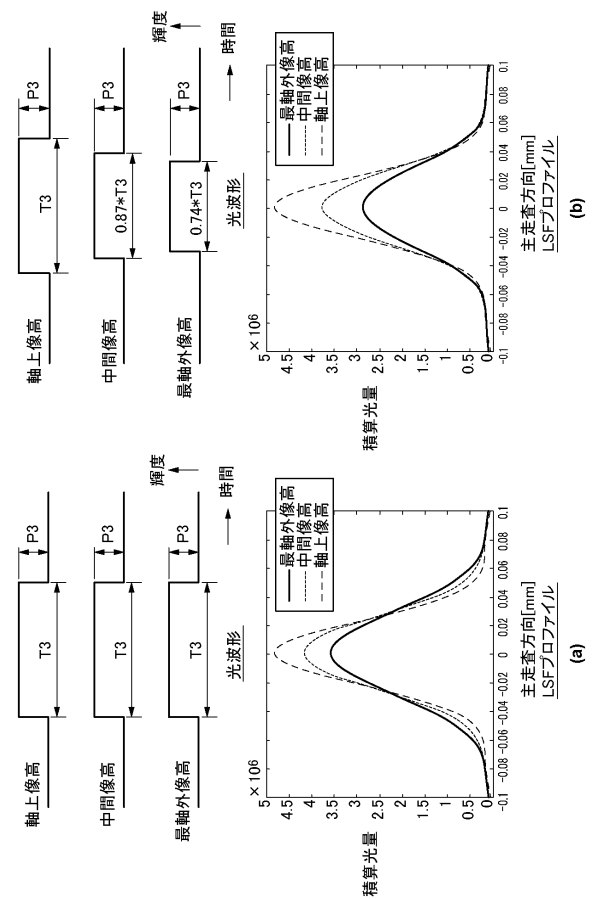 軸上像高
T3
P3
中間像高
T3
P3
最軸外像高
T3
P3
輝度
時間
光波形
×10⁶
5
4.5
4
3.5
3
2.5
2
1.5
1
0.5
0
積算光量
-0.1
-0.08
-0.06
-0.04
-0.02
0
0.02
0.04
0.06
0.08
0.1
最軸外像高
中間像高
軸上像高
主走査方向[mm]
LSFプロファイル
(a)
軸上像高
T3
P3
中間像高
0.87*T3
P3
最軸外像高
0.74*T3
P3
輝度
時間
光波形
×10⁶
5
4.5
4
3.5
3
2.5
2
1.5
1
0.5
0
積算光量
-0.1
-0.08
-0.06
-0.04
-0.02
0
0.02
0.04
0.06
0.08
0.1
最軸外像高
中間像高
軸上像高
主走査方向[mm]
LSFプロファイル
(b)